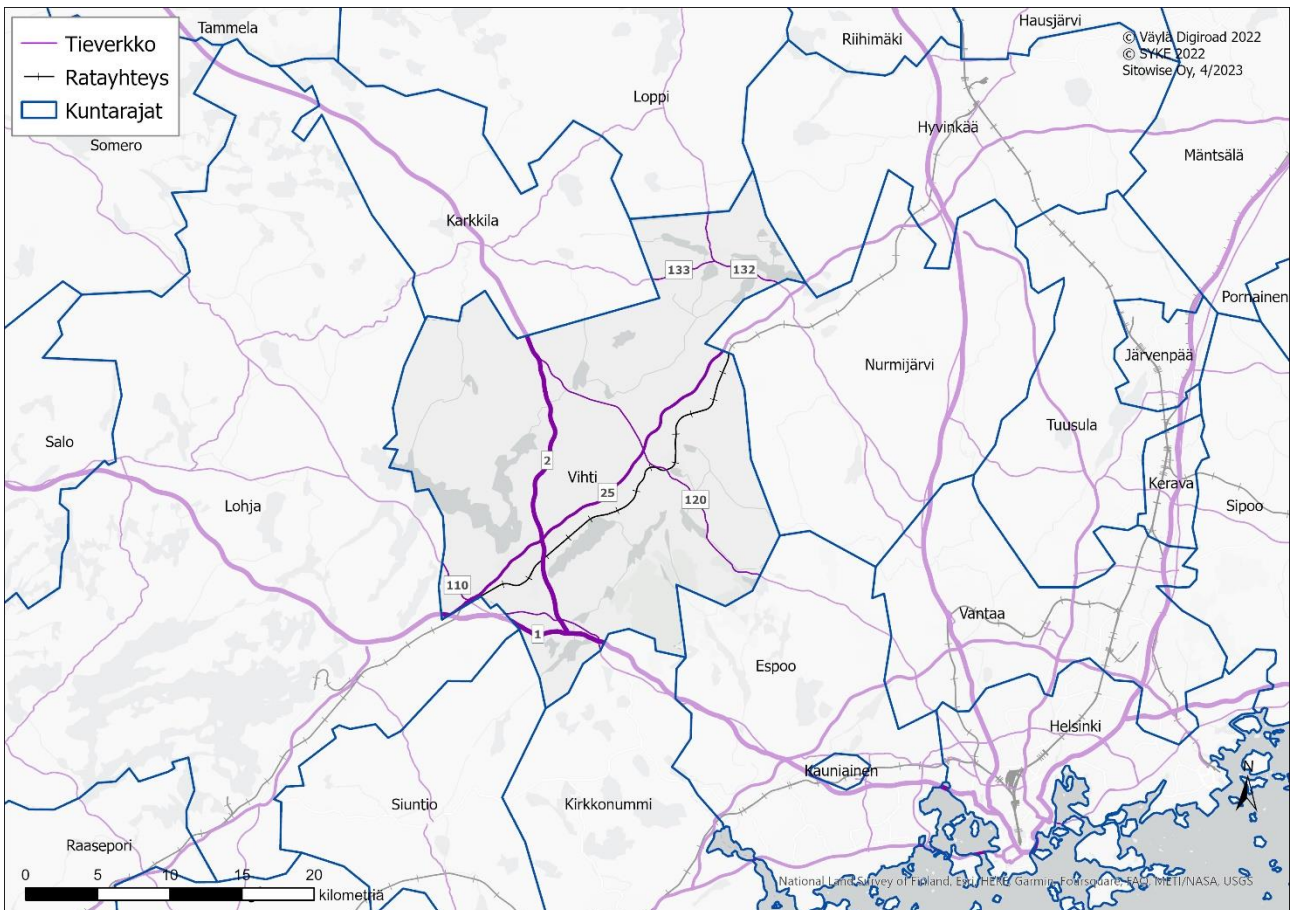 Tammela
Hausjärvi
Tieverkko
Ratayhteys
Kuntarajat
Riihimäki
© Väylä Digiroad 2022
© SYKE 2022
Sitowise Oy, 4/2023
Loppi
Somero
Hyvinkää
Mäntsälä
Karkkila
133
132
Pornainen
Järvenpää
Nurmijärvi
Tuusula
Salo
2
Vihti
25
120
Kerava
Sipoo
Lohja
110
Vantaa
1
Espoo
Helsinki
Kauniainen
N
Siuntio
Kirkkonummi
Raasepori
0 5 10 15 20
kilometriä
National Land Survey of Finland, Esri, HERE, Garmin, Foursquare, FAO, METI/NASA, USGS